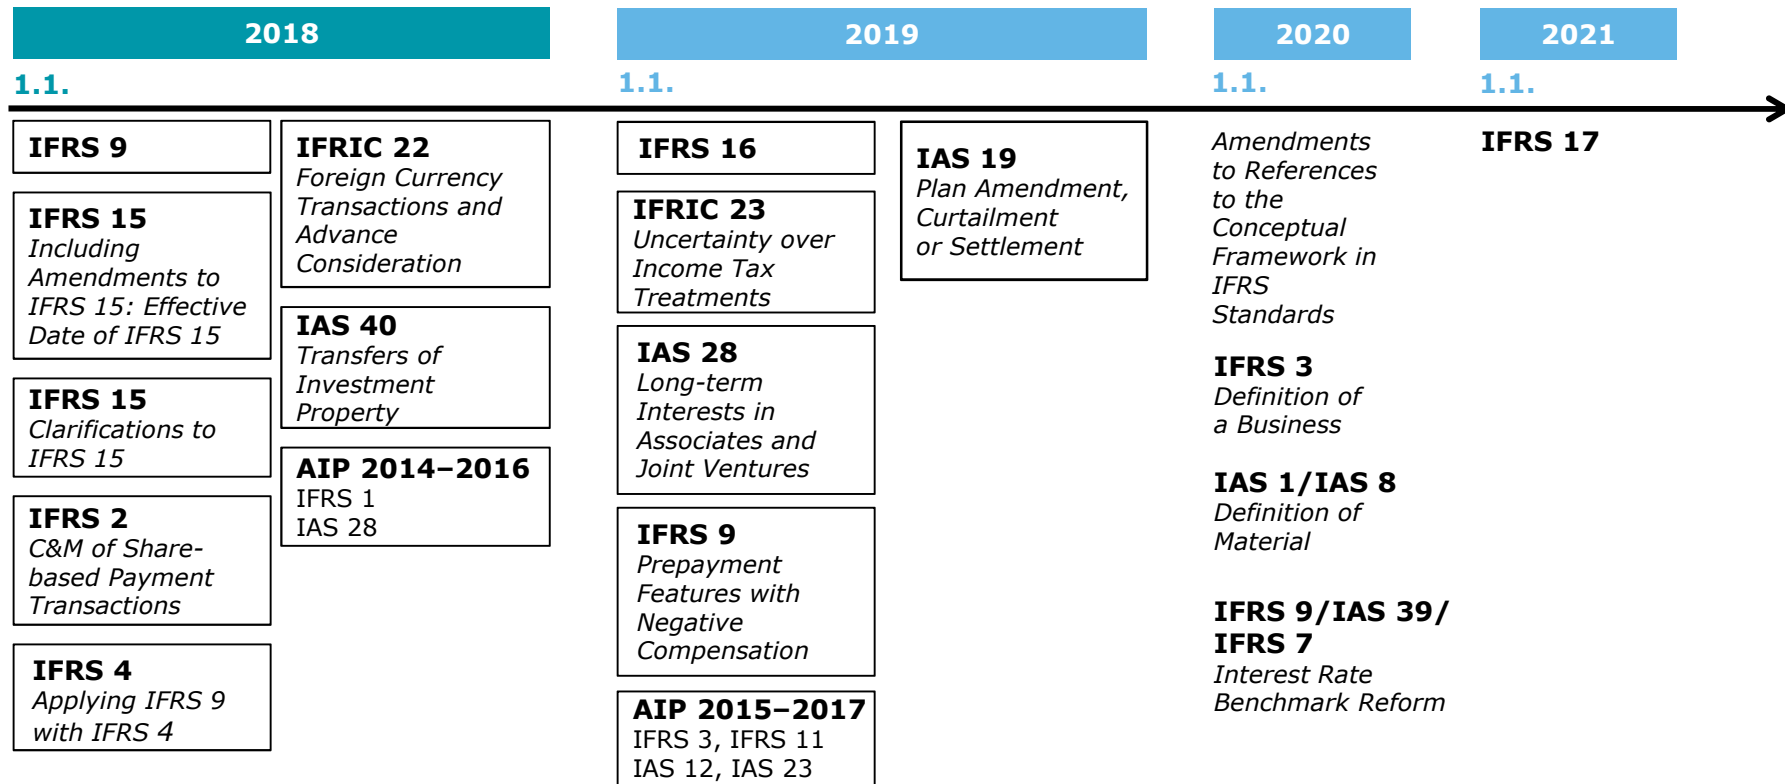 2018
1.1.
IFRS 9
IFRS 15
Including
Amendments to
IFRS 15: Effective
Date of IFRS 15
IFRS 15
Clarifications to
IFRS 15
IFRS 2
C&M of Share-
based Payment
Transactions
IFRS 4
Applying IFRS 9
with IFRS 4
IFRIC 22
Foreign Currency
Transactions and
Advance
Consideration
IAS 40
Transfers of
Investment
Property
AIP 2014–2016
IFRS 1
IAS 28
2019
1.1.
IFRS 16
IFRIC 23
Uncertainty over
Income Tax
Treatments
IAS 28
Long-term
Interests in
Associates and
Joint Ventures
IFRS 9
Prepayment
Features with
Negative
Compensation
AIP 2015–2017
IFRS 3, IFRS 11
IAS 12, IAS 23
IAS 19
Plan Amendment,
Curtailment
or Settlement
2020
1.1.
Amendments
to References
to the
Conceptual
Framework in
IFRS
Standards
IFRS 3
Definition of
a Business
IAS 1/IAS 8
Definition of
Material
IFRS 9/IAS 39/
IFRS 7
Interest Rate
Benchmark Reform
2021
1.1.
IFRS 17